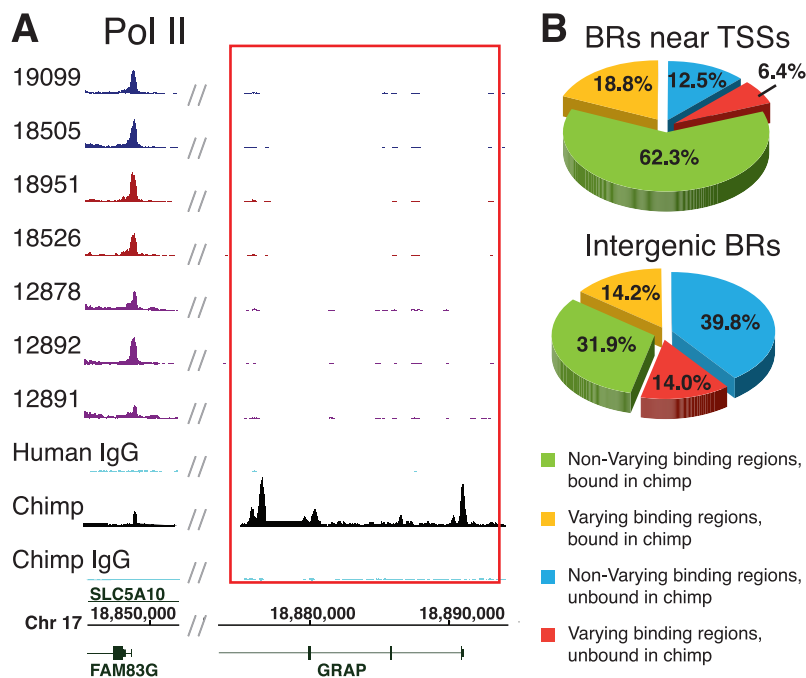 A
Pol II
19099
18505
18951
18526
12878
12892
12891
Human IgG
Chimp
Chimp IgG
SLC5A10
18,850,000
18,880,000
18,890,000
Chr 17
FAM83G
GRAP
B
BRs near TSSs
18.8%
12.5%
6.4%
62.3%
Intergenic BRs
14.2%
39.8%
31.9%
14.0%
Non-Varying binding regions,
bound in chimp
Varying binding regions,
bound in chimp
Non-Varying binding regions,
unbound in chimp
Varying binding regions,
unbound in chimp